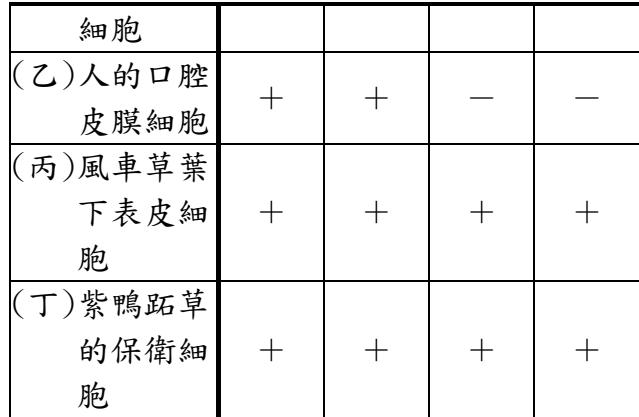 細胞
(乙)人的口腔
皮膜細胞
＋ ＋ － －
(丙)風車草葉
下表皮細
胞
＋ ＋ ＋ ＋
(丁)紫鴨跖草
的保衛細
胞
＋ ＋ ＋ ＋